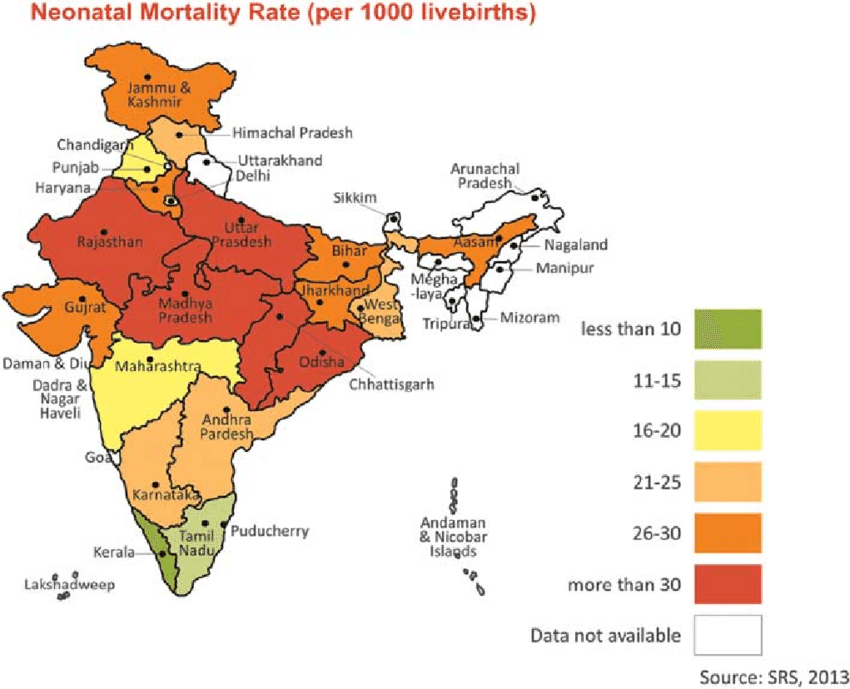 Neonatal Mortality Rate (per 1000 livebirths)
Jammu &
Kashmir
Himachal Pradesh
Chandigarh
Punjab
Uttarakhand
Delhi
Haryana
Arunachal
Pradesh
Sikkim
Rajasthan
Uttar
Prasdesh
Bihar
Aasam
Nagaland
Manipur
Megha
-laya
Tripura
Mizoram
Gujrat
Madhya
Pradesh
Jharkhand
West
Bengal
Daman & Diu
Dadra &
Nagar
Haveli
Maharashtra
Odisha
Chhattisgarh
Andhra
Pardesh
Goa
Karnataka
Tamil
Nadu
Puducherry
Kerala
Lakshadweep
Andaman
& Nicobar
Islands
less than 10
11-15
16-20
21-25
26-30
more than 30
Data not available
Source: SRS, 2013